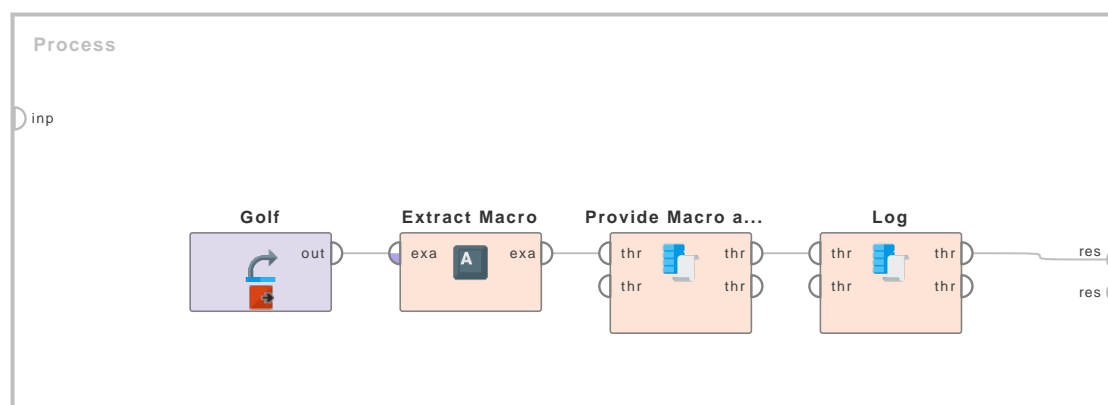 Process
inp
Golf
Extract Macro
Provide Macro a...
Log
out
exa
exa
A
thr
thr
thr
thr
thr
thr
thr
thr
res
res